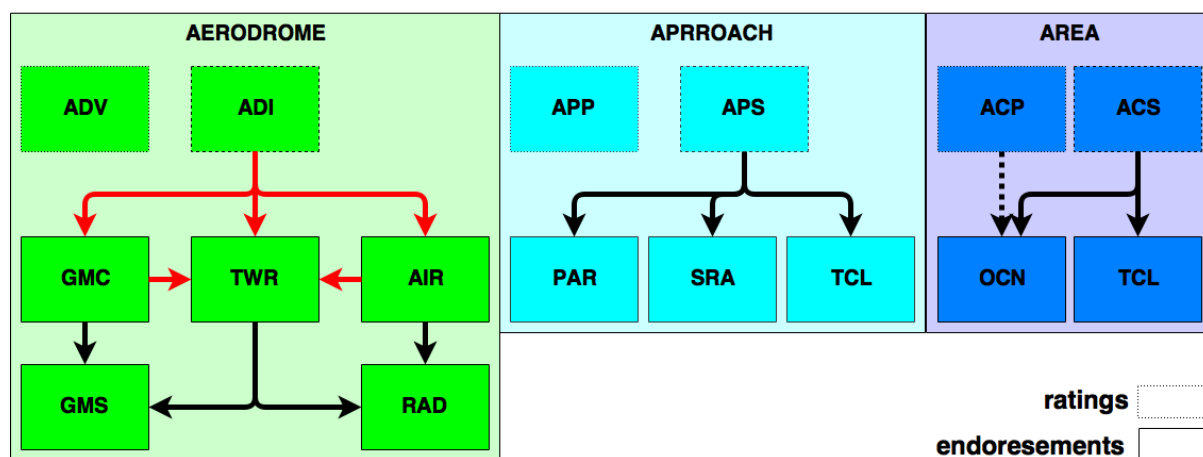 AERODROME
APRROACH
AREA
ADV
ADI
APP
APS
ACP
ACS
GMC
TWR
AIR
PAR
SRA
TCL
OCN
TCL
GMS
RAD
ratings
endoresements